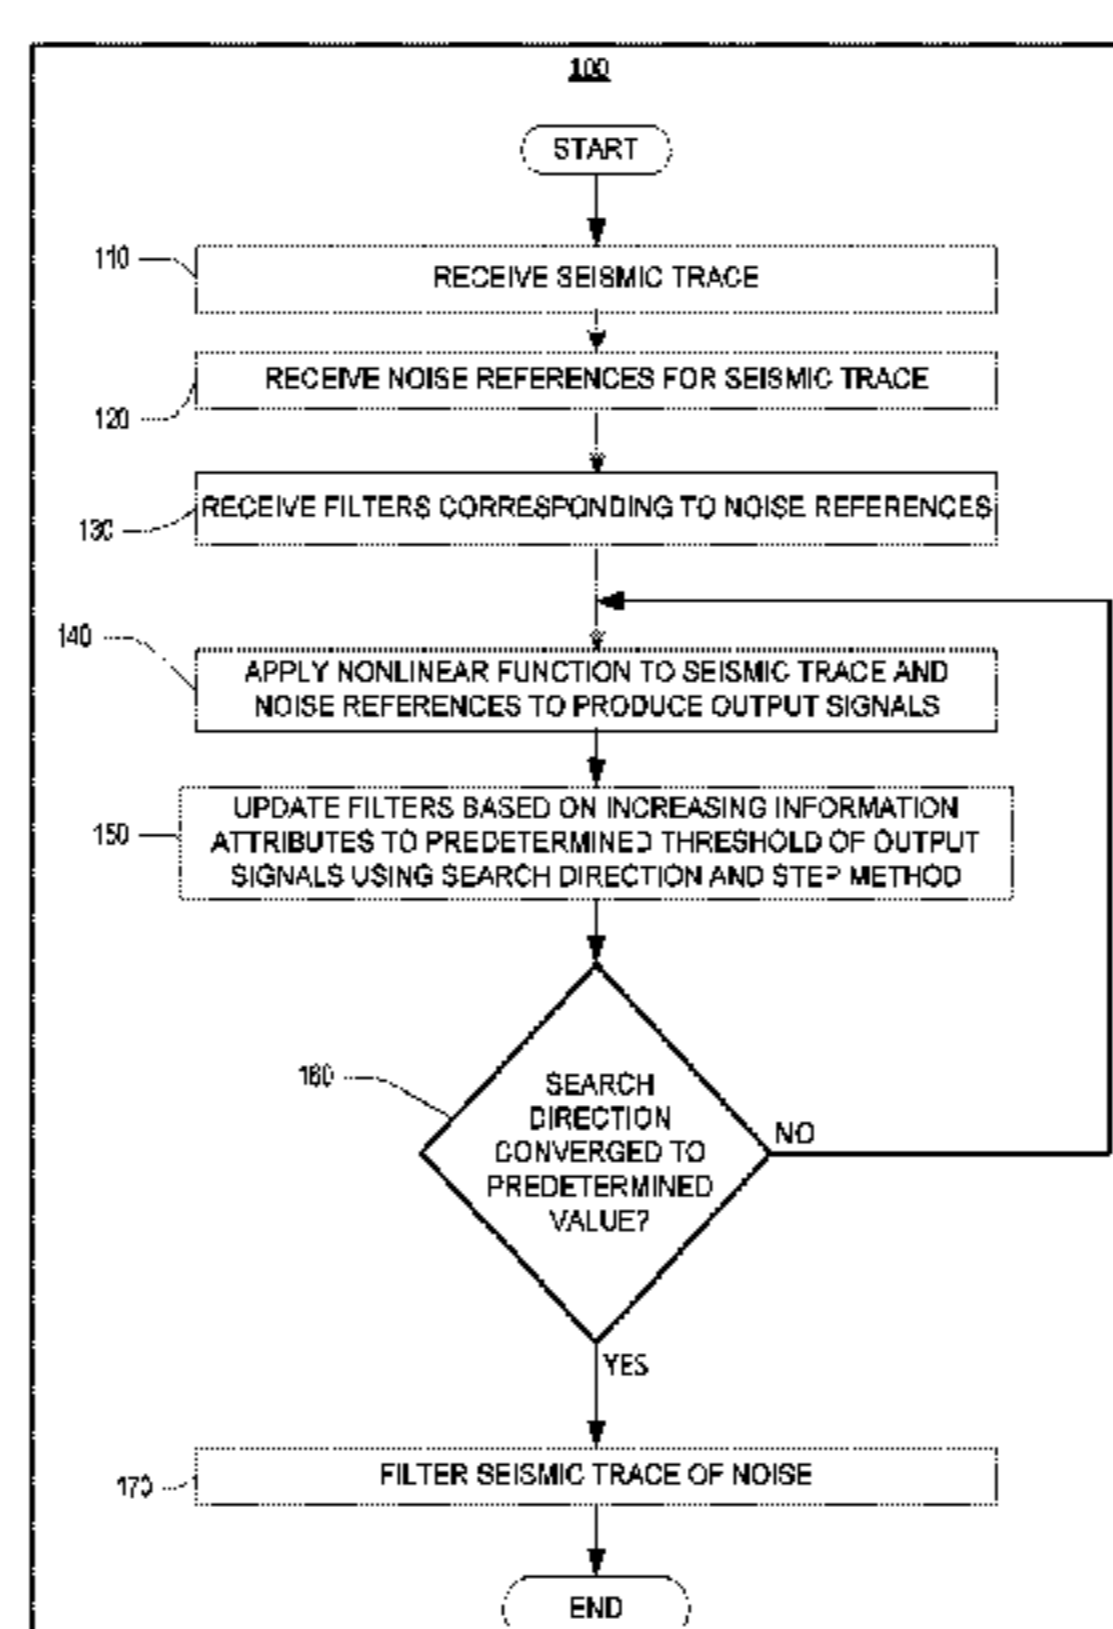 100
START
110
RECEIVE SEISMIC TRACE
RECEIVE NOISE REFERENCES FOR SEISMIC TRACE
120
RECEIVE FILTERS CORRESPONDING TO NOISE REFERENCES
130
140
APPLY NONLINEAR FUNCTION TO SEISMIC TRACE AND
NOISE REFERENCES TO PRODUCE OUTPUT SIGNALS
150
UPDATE FILTERS BASED ON INCREASING INFORMATION
ATTRIBUTES TO PREDETERMINED THRESHOLD OF OUTPUT
SIGNALS USING SEARCH DIRECTION AND STEP METHOD
160
SEARCH
DIRECTION
CONVERGED TO
PREDETERMINED
VALUE?
NO
YES
170
FILTER SEISMIC TRACE OF NOISE
END